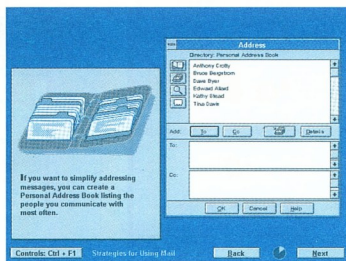 Address
Directory: Personal Address Book
Anthony Crotty
Bruce Bergstrom
Dave Byer
Edward Allard
Kathy Elread
Tina Davis
Add:
To
Cc
Details
To:
Cc:
OK
Cancel
Help
If you want to simplify addressing
messages, you can create a
Personal Address Book listing the
people you communicate with
most often.
Controls: Ctrl + F1
Strategies for Using Mail
Back
Next